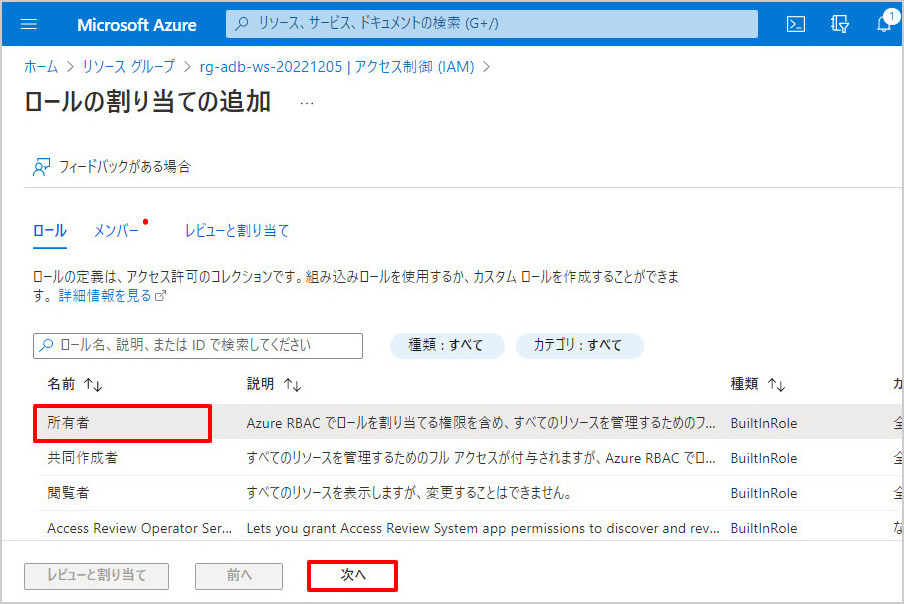 Microsoft Azure
リソース、サービス、ドキュメントの検索 (G+/)
1
ホーム > リソース グループ > rg-adb-ws-20221205 | アクセス制御 (IAM) >
ロールの割り当ての追加 ...
フィードバックがある場合
ロール メンバー レビューと割り当て
ロールの定義は、アクセス許可のコレクションです。組み込みロールを使用するか、カスタム ロールを作成することができま
す。 詳細情報を見る
ロール名、説明、または ID で検索してください 種類 : すべて カテゴリ : すべて
名前 ↑↓ 説明 ↑↓ 種類 ↑↓ カ
所有者 Azure RBAC でロールを割り当てる権限を含め、すべてのリソースを管理するためのフ... BuiltInRole 全
共同作成者 すべてのリソースを管理するためのフル アクセスが付与されますが、Azure RBAC でロ... BuiltInRole 全
閲覧者 すべてのリソースを表示しますが、変更することはできません。 BuiltInRole 全
Access Review Operator Ser... Lets you grant Access Review System app permissions to discover and rev... BuiltInRole な
レビューと割り当て 前へ 次へ